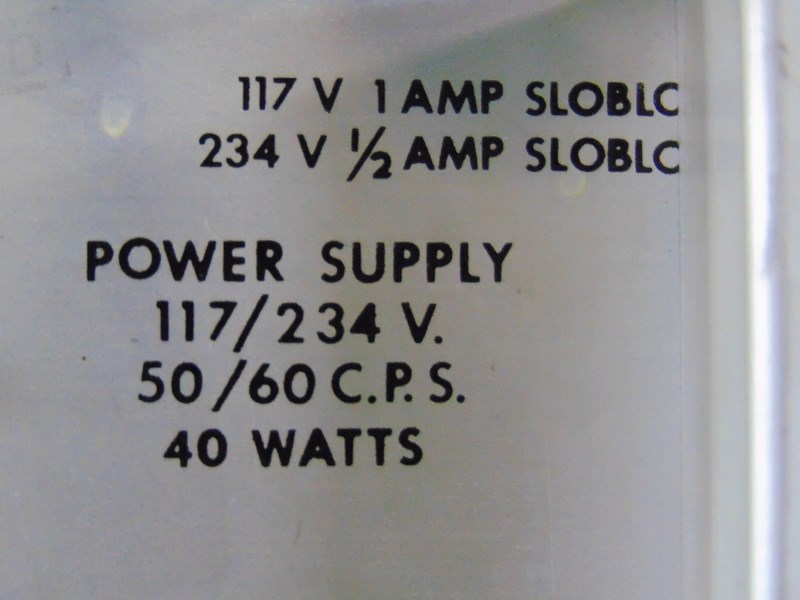 117 V 1 AMP SLOBLC
234 V ½ AMP SLOBLC
POWER SUPPLY
117/234 V.
50/60 C.P.S.
40 WATTS